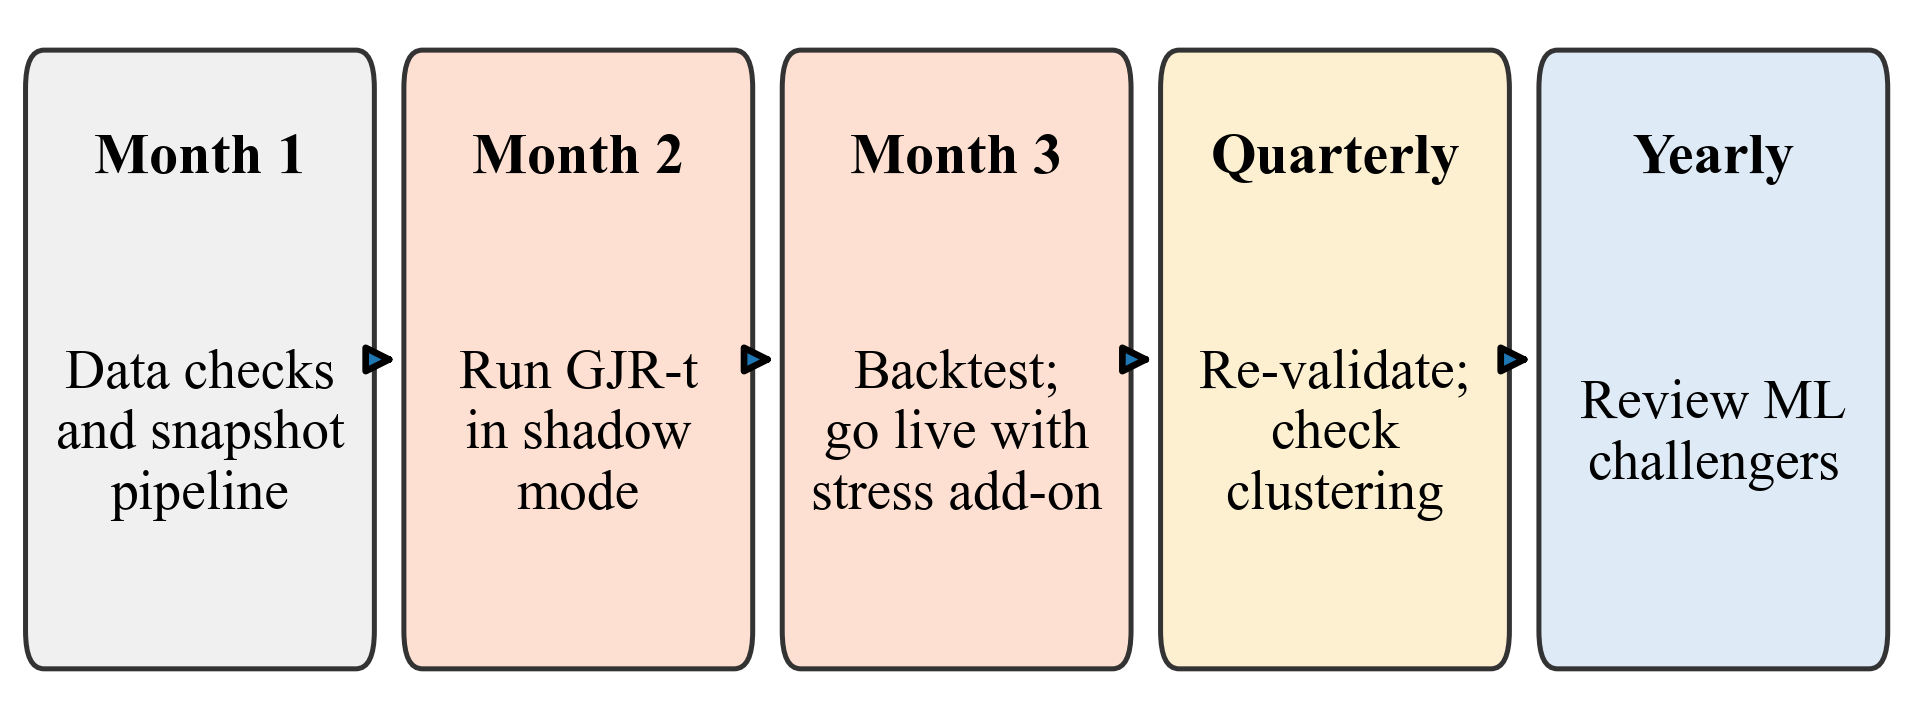 Month 1
Data checks
and snapshot
pipeline
Month 2
Run GJR-t
in shadow
mode
Month 3
Backtest;
go live with
stress add-on
Quarterly
Re-validate;
check
clustering
Yearly
Review ML
challengers